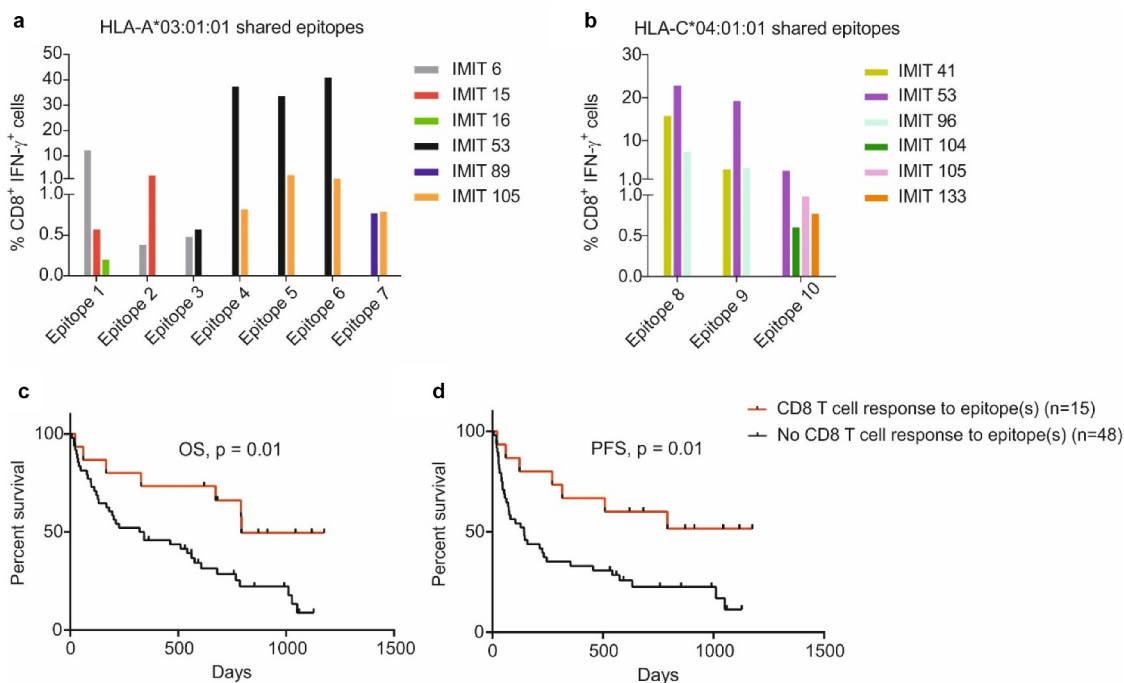 a
HLA-A*03:01:01 shared epitopes
% CD8⁺ IFN-γ⁺ cells
50
40
30
20
10
1.0
1.0
0.5
0.0
Epitope 1
Epitope 2
Epitope 3
Epitope 4
Epitope 5
Epitope 6
Epitope 7
IMIT 6
IMIT 15
IMIT 16
IMIT 53
IMIT 89
IMIT 105
b
HLA-C*04:01:01 shared epitopes
% CD8⁺ IFN-γ⁺ cells
30
20
10
1.0
1.0
0.5
0.0
Epitope 8
Epitope 9
Epitope 10
IMIT 41
IMIT 53
IMIT 96
IMIT 104
IMIT 105
IMIT 133
c
OS, p = 0.01
Percent survival
100
50
0
0
500
1000
1500
Days
d
PFS, p = 0.01
Percent survival
100
50
0
0
500
1000
1500
Days
CD8 T cell response to epitope(s) (n=15)
No CD8 T cell response to epitope(s) (n=48)